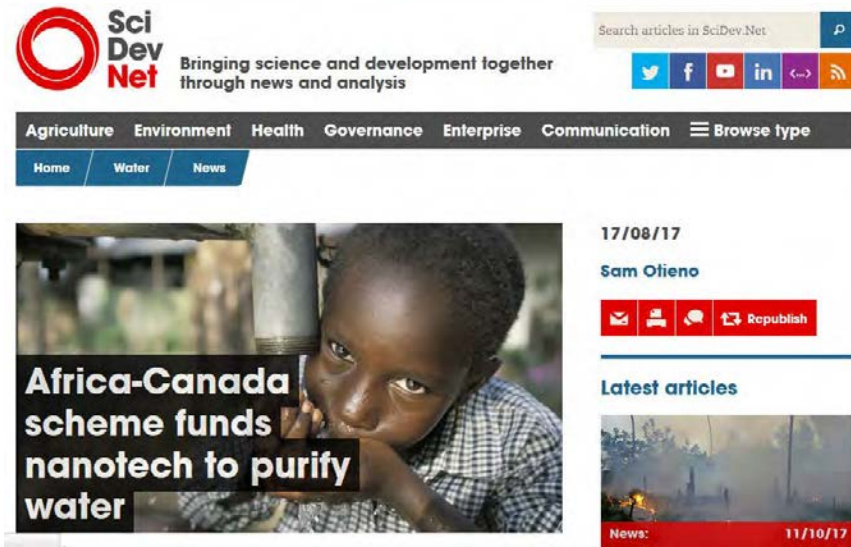 Sci
Dev
Net
Bringing science and development together
through news and analysis
Search articles in SciDev.Net
Agriculture Environment Health Governance Enterprise Communication Browse type
Home Water News
Africa-Canada
scheme funds
nanotech to purify
water
17/08/17
Sam Otieno
Republish
Latest articles
News: 11/10/17